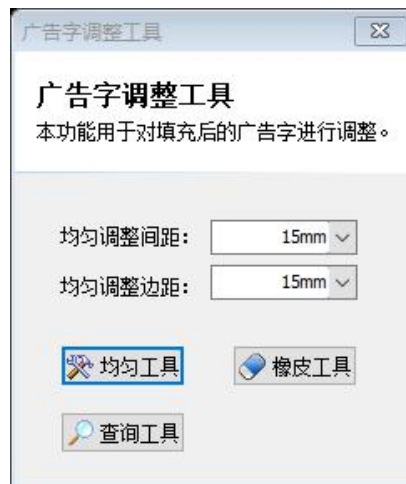 广告字调整工具
广告字调整工具
本功能用于对填充后的广告字进行调整。
均匀调整间距： 15mm
均匀调整边距： 15mm
均匀工具 橡皮工具
查询工具